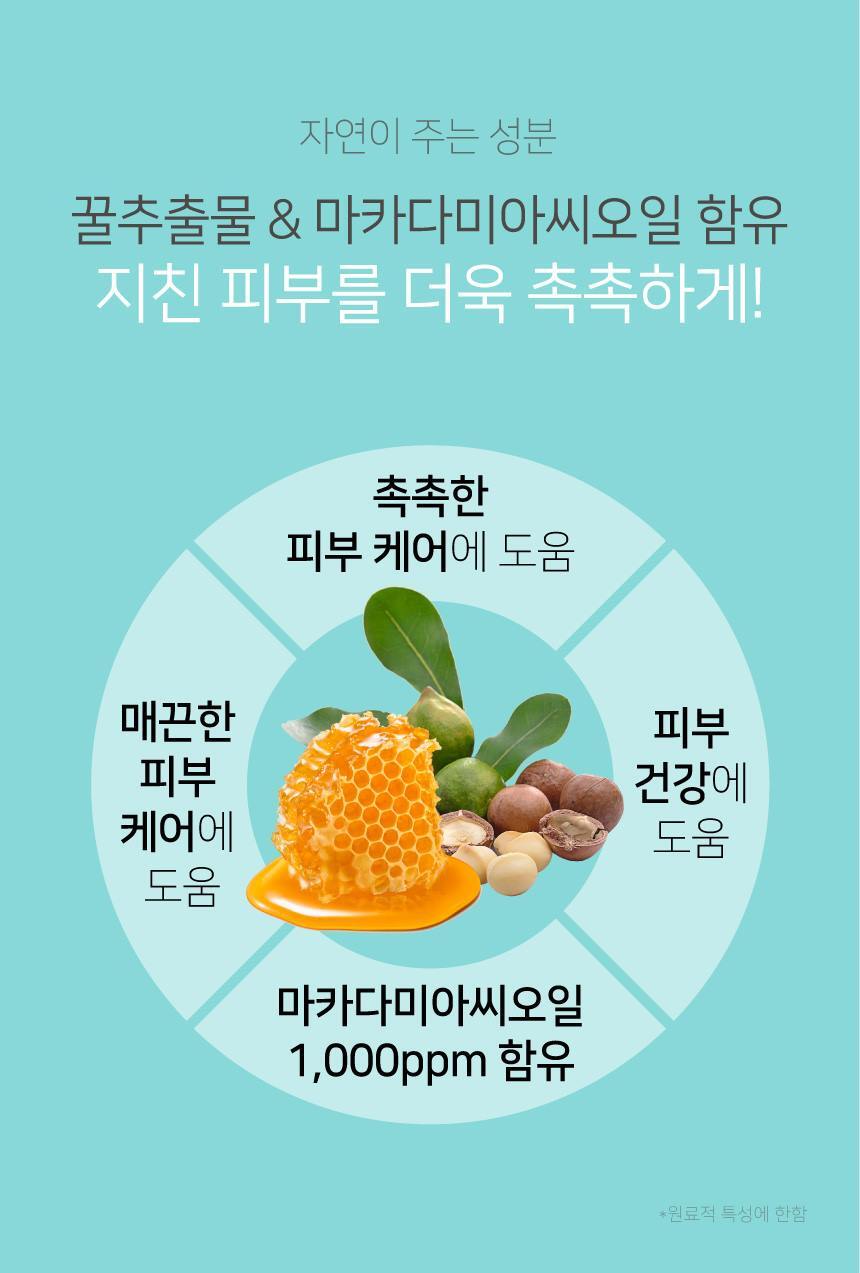 자연이 주는 성분
꿀추출물 & 마카다미아씨오일 함유
지친 피부를 더욱 촉촉하게!
촉촉한
피부 케어에 도움
매끈한
피부
케어에
도움
피부
건강에
도움
마카다미아씨오일
1,000ppm 함유
*원료적 특성에 한함